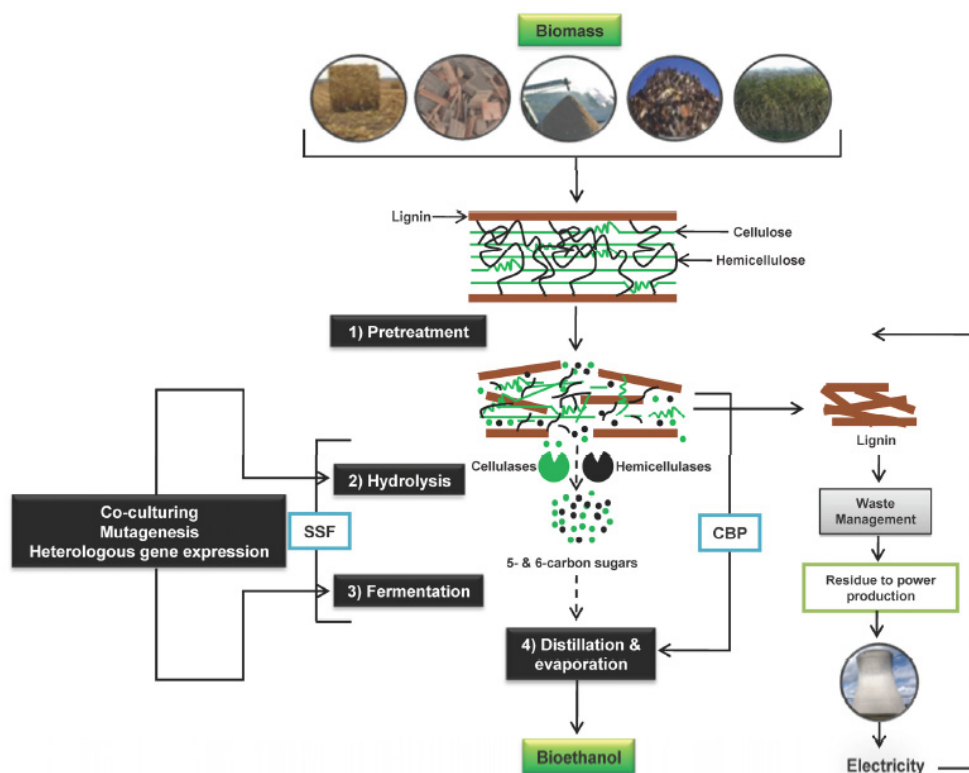 Biomass
Lignin
Cellulose
Hemicellulose
1) Pretreatment
Cellulases
Hemicellulases
Lignin
2) Hydrolysis
Co-culturing
Mutagenesis
Heterologous gene expression
SSF
CBP
Waste
Management
5- & 6-carbon sugars
3) Fermentation
Residue to power
production
4) Distillation &
evaporation
Bioethanol
Electricity